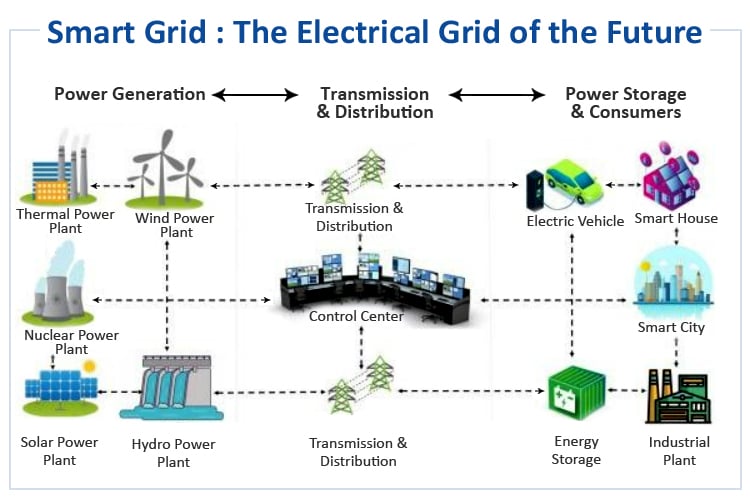 Smart Grid : The Electrical Grid of the Future
Power Generation
Transmission
& Distribution
Power Storage
& Consumers
Thermal Power
Plant
Wind Power
Plant
Transmission &
Distribution
Electric Vehicle
Smart House
Nuclear Power
Plant
Control Center
Smart City
Solar Power
Plant
Hydro Power
Plant
Transmission &
Distribution
Energy
Storage
Industrial
Plant